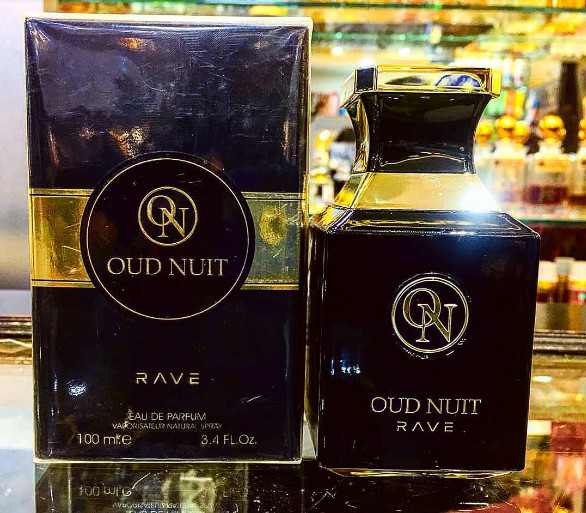 ON
OUD NUIT
RAVE
EAU DE PARFUM
VAPORISATEUR NATURAL SPRAY
100 ml e 3.4 FL.Oz.
ON
OUD NUIT
RAVE